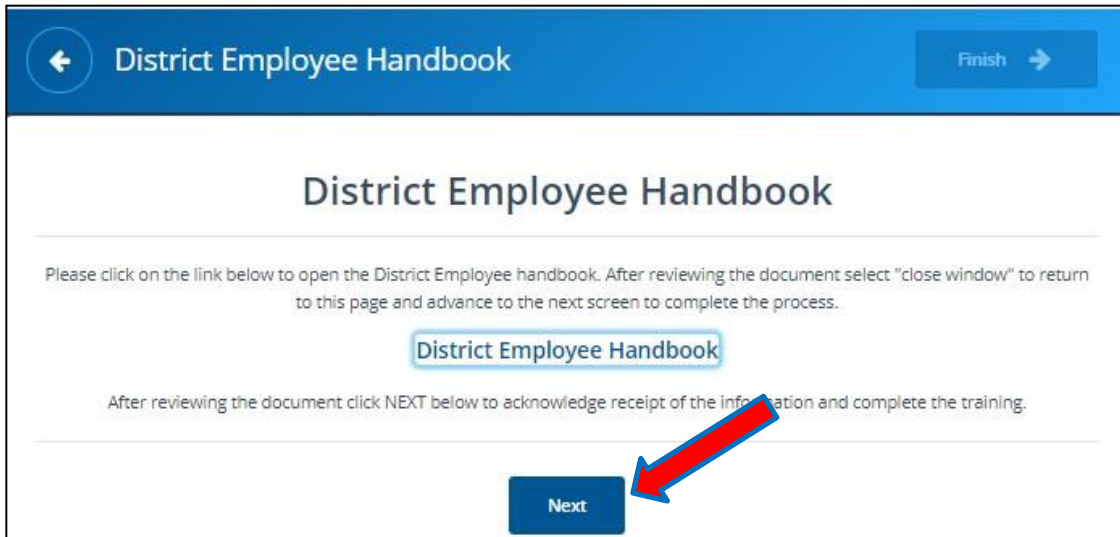 District Employee Handbook
Finish
District Employee Handbook
Please click on the link below to open the District Employee handbook. After reviewing the document select "close window" to return
to this page and advance to the next screen to complete the process.
District Employee Handbook
After reviewing the document click NEXT below to acknowledge receipt of the information and complete the training.
Next